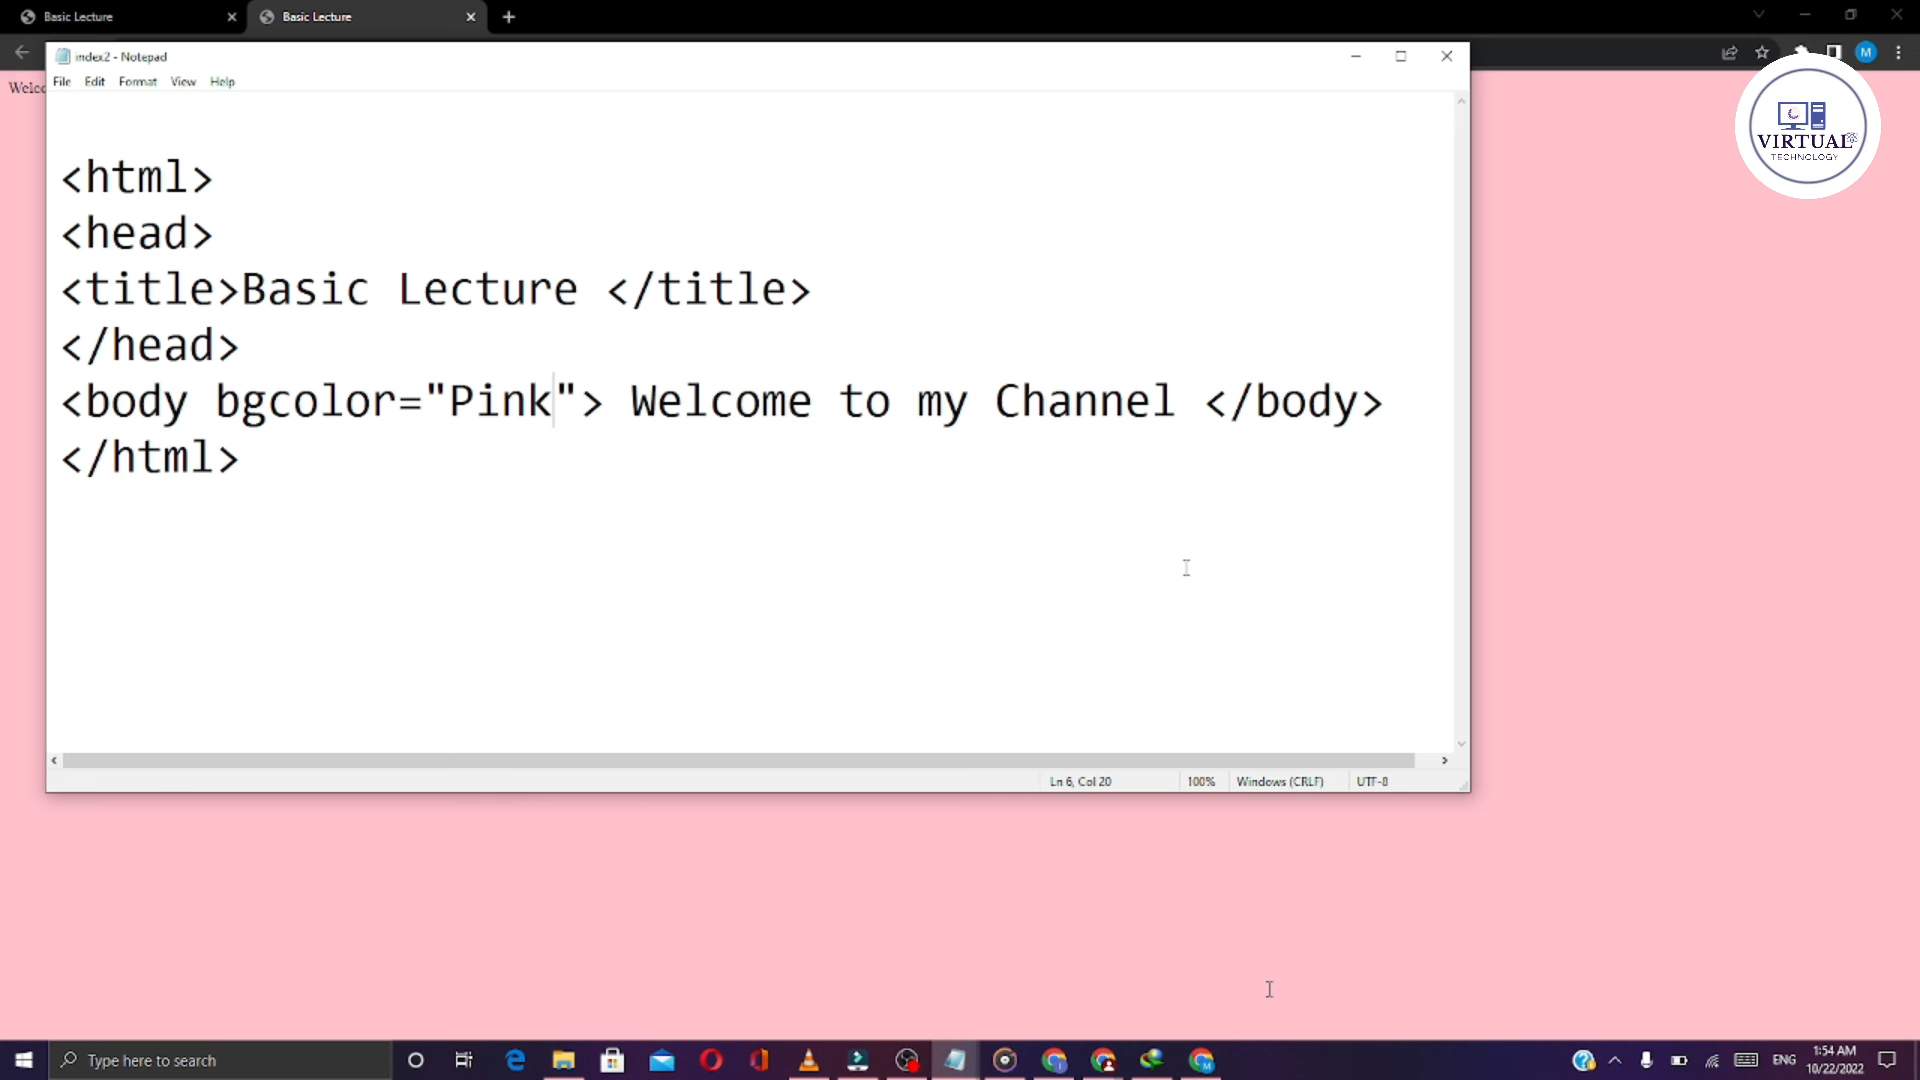 Basic Lecture
Basic Lecture
index2 - Notepad
M
File Edit Format View Help
<html>
<head>
<title>Basic Lecture </title>
</head>
<body bgcolor="Pink"> Welcome to my Channel </body>
</html>
VIRTUAL
TECHNOLOGY
Ln 6, Col 20
100%
Windows (CRLF)
UTF-8
Type here to search
ENG
1:54 AM
10/22/2022